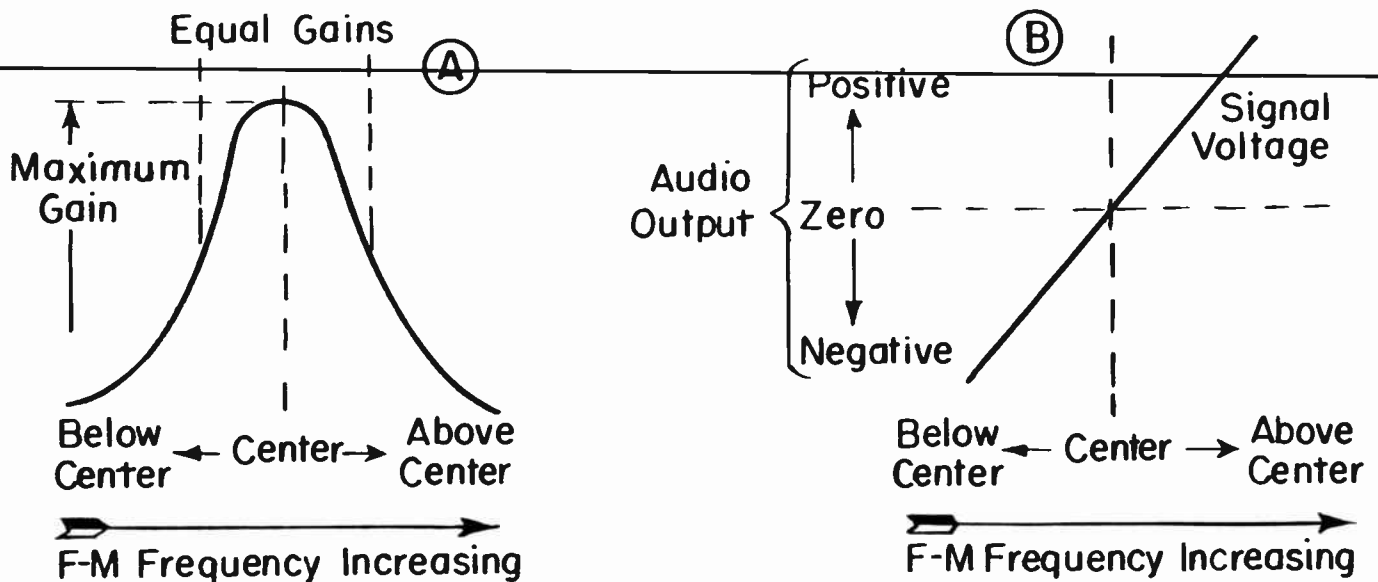 Equal Gains
A
Maximum
Gain
Below
Center
Center
Above
Center
F-M Frequency Increasing
B
Audio
Output
Positive
Zero
Negative
Signal
Voltage
Below
Center
Center
Above
Center
F-M Frequency Increasing